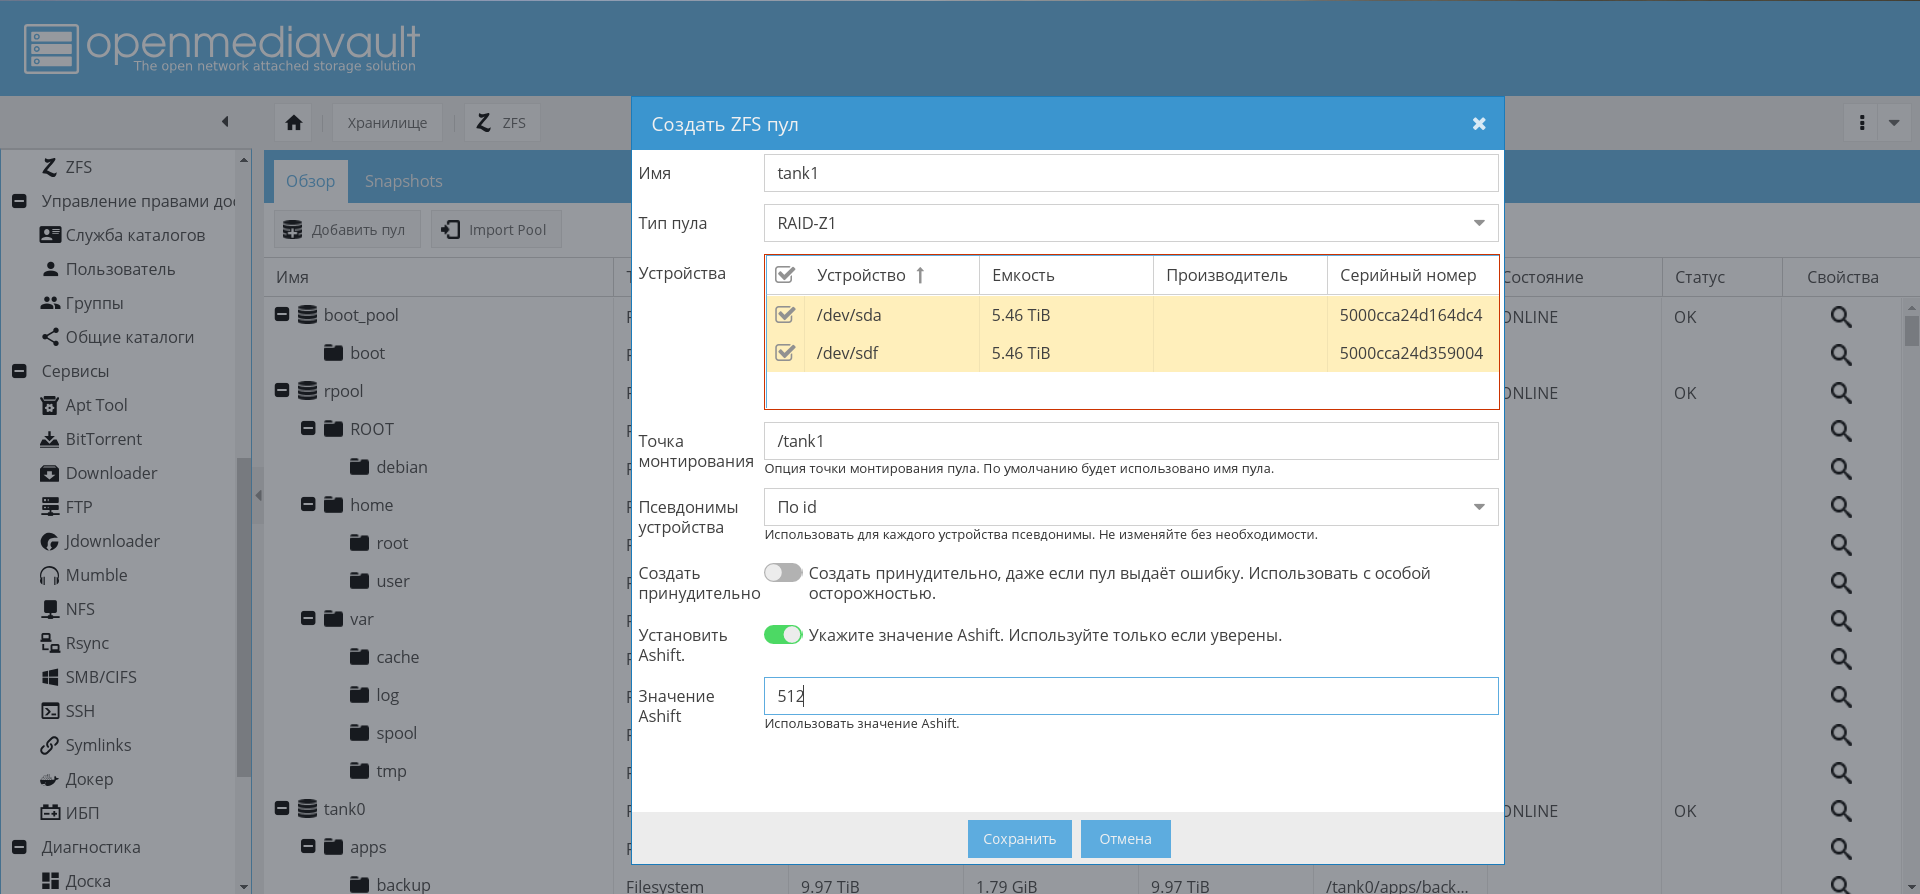 openmediavault
The open network attached storage solution
Хранилище
ZFS
ZFS
Управление правами дос
Служба каталогов
Пользователь
Группы
Общие каталоги
Сервисы
Apt Tool
BitTorrent
Downloader
FTP
Jdownloader
Mumble
NFS
Rsync
SMB/CIFS
SSH
Symlinks
Докер
ИБП
Диагностика
Доска
Обзор
Snapshots
Добавить пул
Import Pool
Имя
Состояние
Статус
Свойства
boot_pool
ONLINE
OK
boot
rpool
ONLINE
OK
ROOT
debian
home
root
user
var
cache
log
spool
tmp
tank0
ONLINE
OK
apps
backup
Filesystem
9.97 TiB
1.79 GiB
9.97 TiB
/tank0/apps/back...
Создать ZFS пул
Имя
tank1
Тип пула
RAID-Z1
Устройства
Устройство
Емкость
Производитель
Серийный номер
/dev/sda
5.46 TiB
5000cca24d164dc4
/dev/sdf
5.46 TiB
5000cca24d359004
Точка
монтирования
/tank1
Опция точки монтирования пула. По умолчанию будет использовано имя пула.
Псевдонимы
устройства
По id
Использовать для каждого устройства псевдонимы. Не изменяйте без необходимости.
Создать
принудительно
Создать принудительно, даже если пул выдаёт ошибку. Использовать с особой
осторожностью.
Установить
Ashift.
Укажите значение Ashift. Используйте только если уверены.
Значение
Ashift
512
Использовать значение Ashift.
Сохранить
Отмена